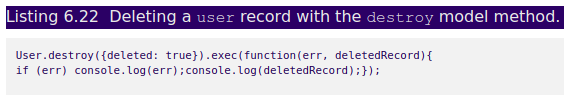 Listing 6.22 Deleting a user record with the destroy model method.
User.destroy({deleted: true}).exec(function(err, deletedRecord){
if (err) console.log(err);console.log(deletedRecord);});